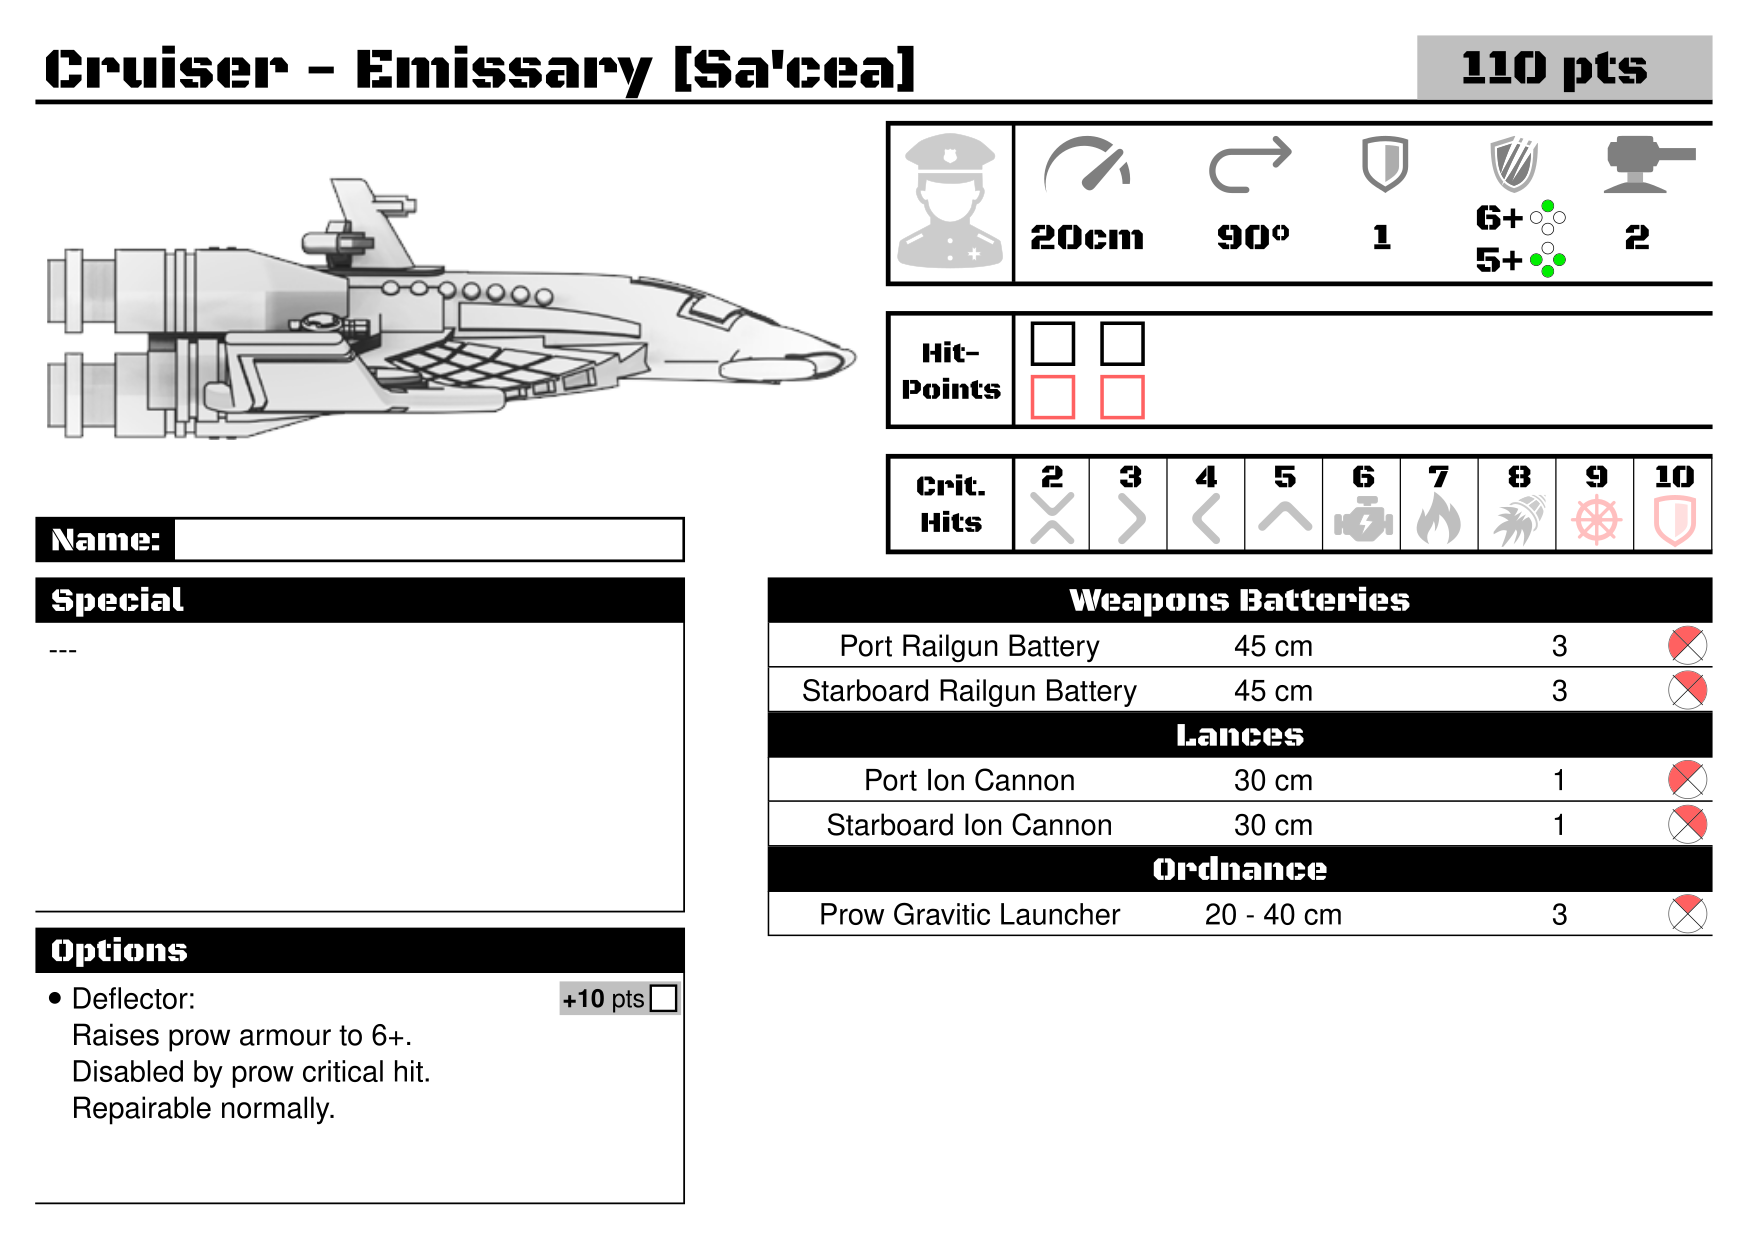 Cruiser – Emissary [Sa'cea]
110 pts
20cm 90º 1 6+ 5+ 2
Hit-
Points
Crit.
Hits
2 3 4 5 6 7 8 9 10
Name:
Special
---
Options
• Deflector: +10 pts
Raises prow armour to 6+.
Disabled by prow critical hit.
Repairable normally.
Weapons Batteries
Port Railgun Battery 45 cm 3
Starboard Railgun Battery 45 cm 3
Lances
Port Ion Cannon 30 cm 1
Starboard Ion Cannon 30 cm 1
Ordnance
Prow Gravitic Launcher 20 - 40 cm 3